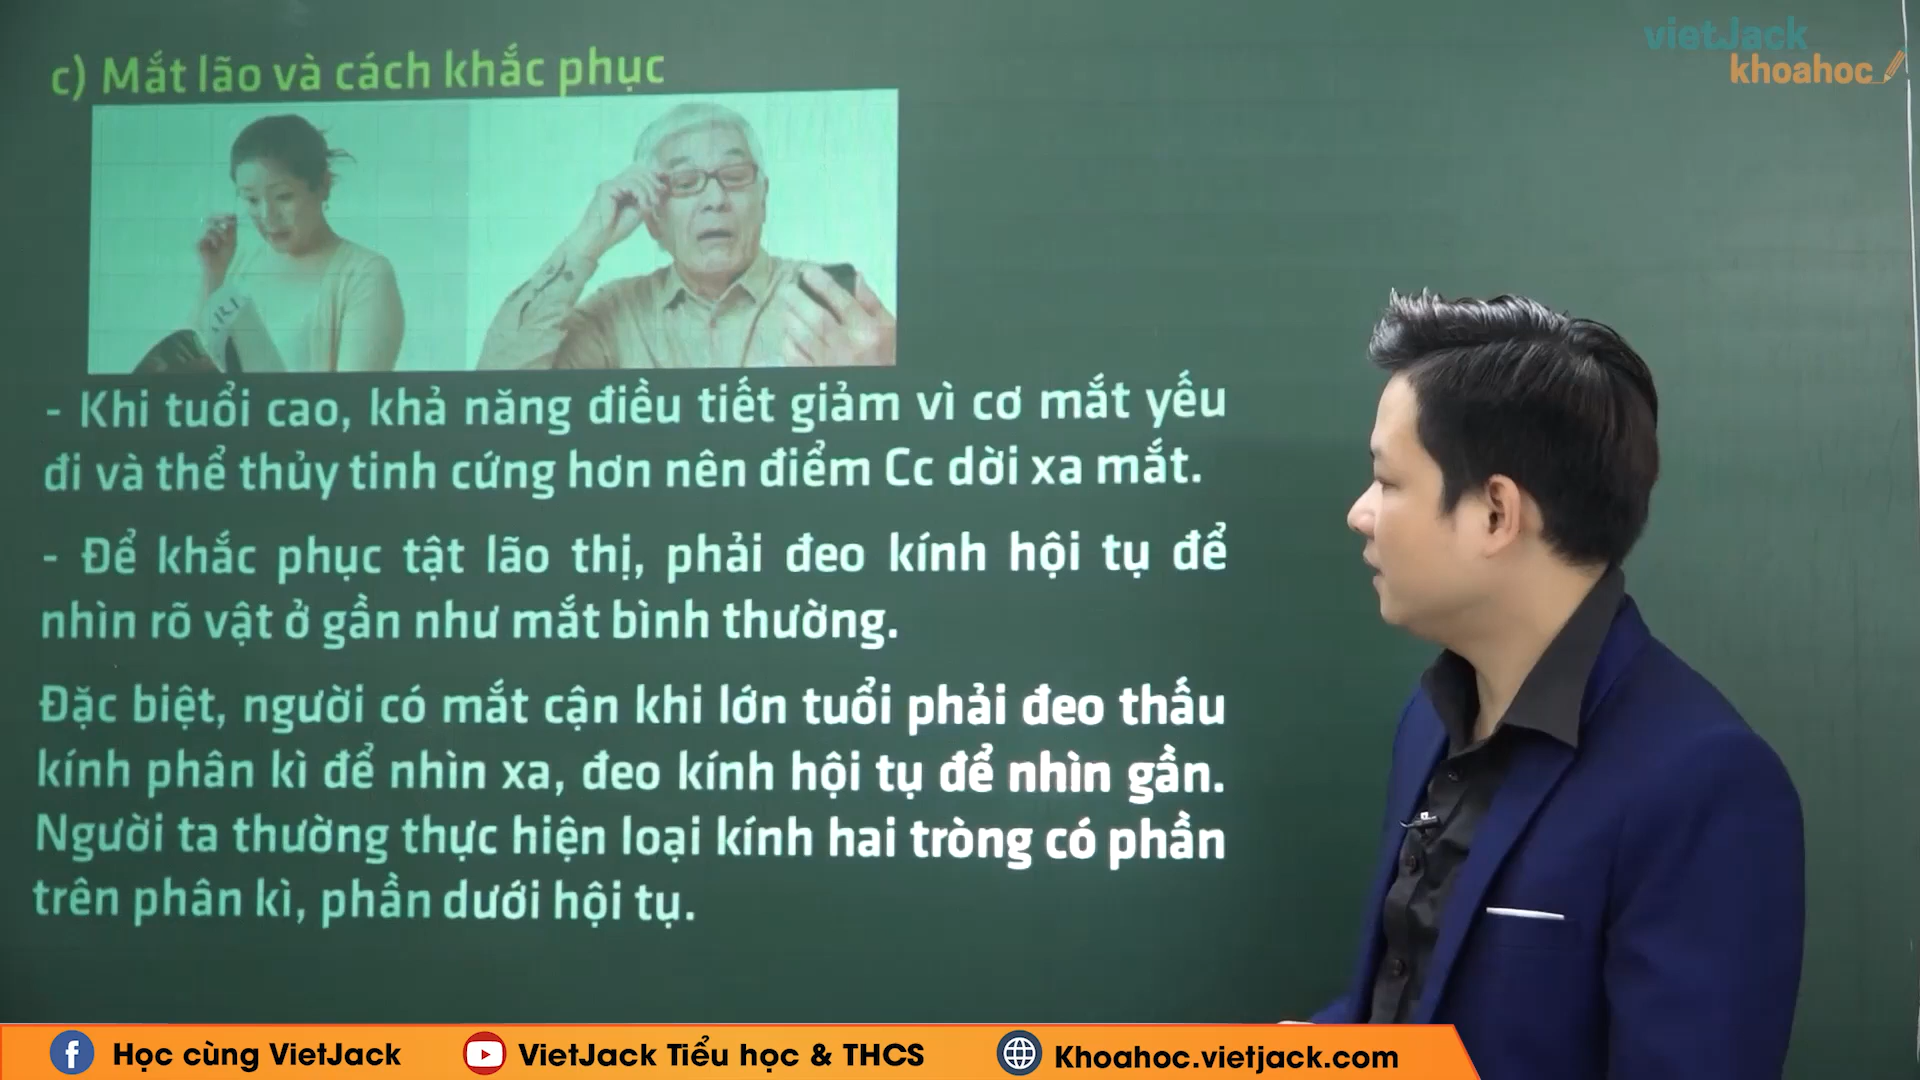 vietJack
khoahoc
c) Mắt lão và cách khắc phục
- Khi tuổi cao, khả năng điều tiết giảm vì cơ mắt yếu
đi và thể thủy tinh cứng hơn nên điểm Cc dời xa mắt.
- Để khắc phục tật lão thị, phải đeo kính hội tụ để
nhìn rõ vật ở gần như mắt bình thường.
Đặc biệt, người có mắt cận khi lớn tuổi phải đeo thấu
kính phân kì để nhìn xa, đeo kính hội tụ để nhìn gần.
Người ta thường thực hiện loại kính hai tròng có phần
trên phân kì, phần dưới hội tụ.
Học cùng VietJack
VietJack Tiểu học & THCS
Khoahoc.vietjack.com